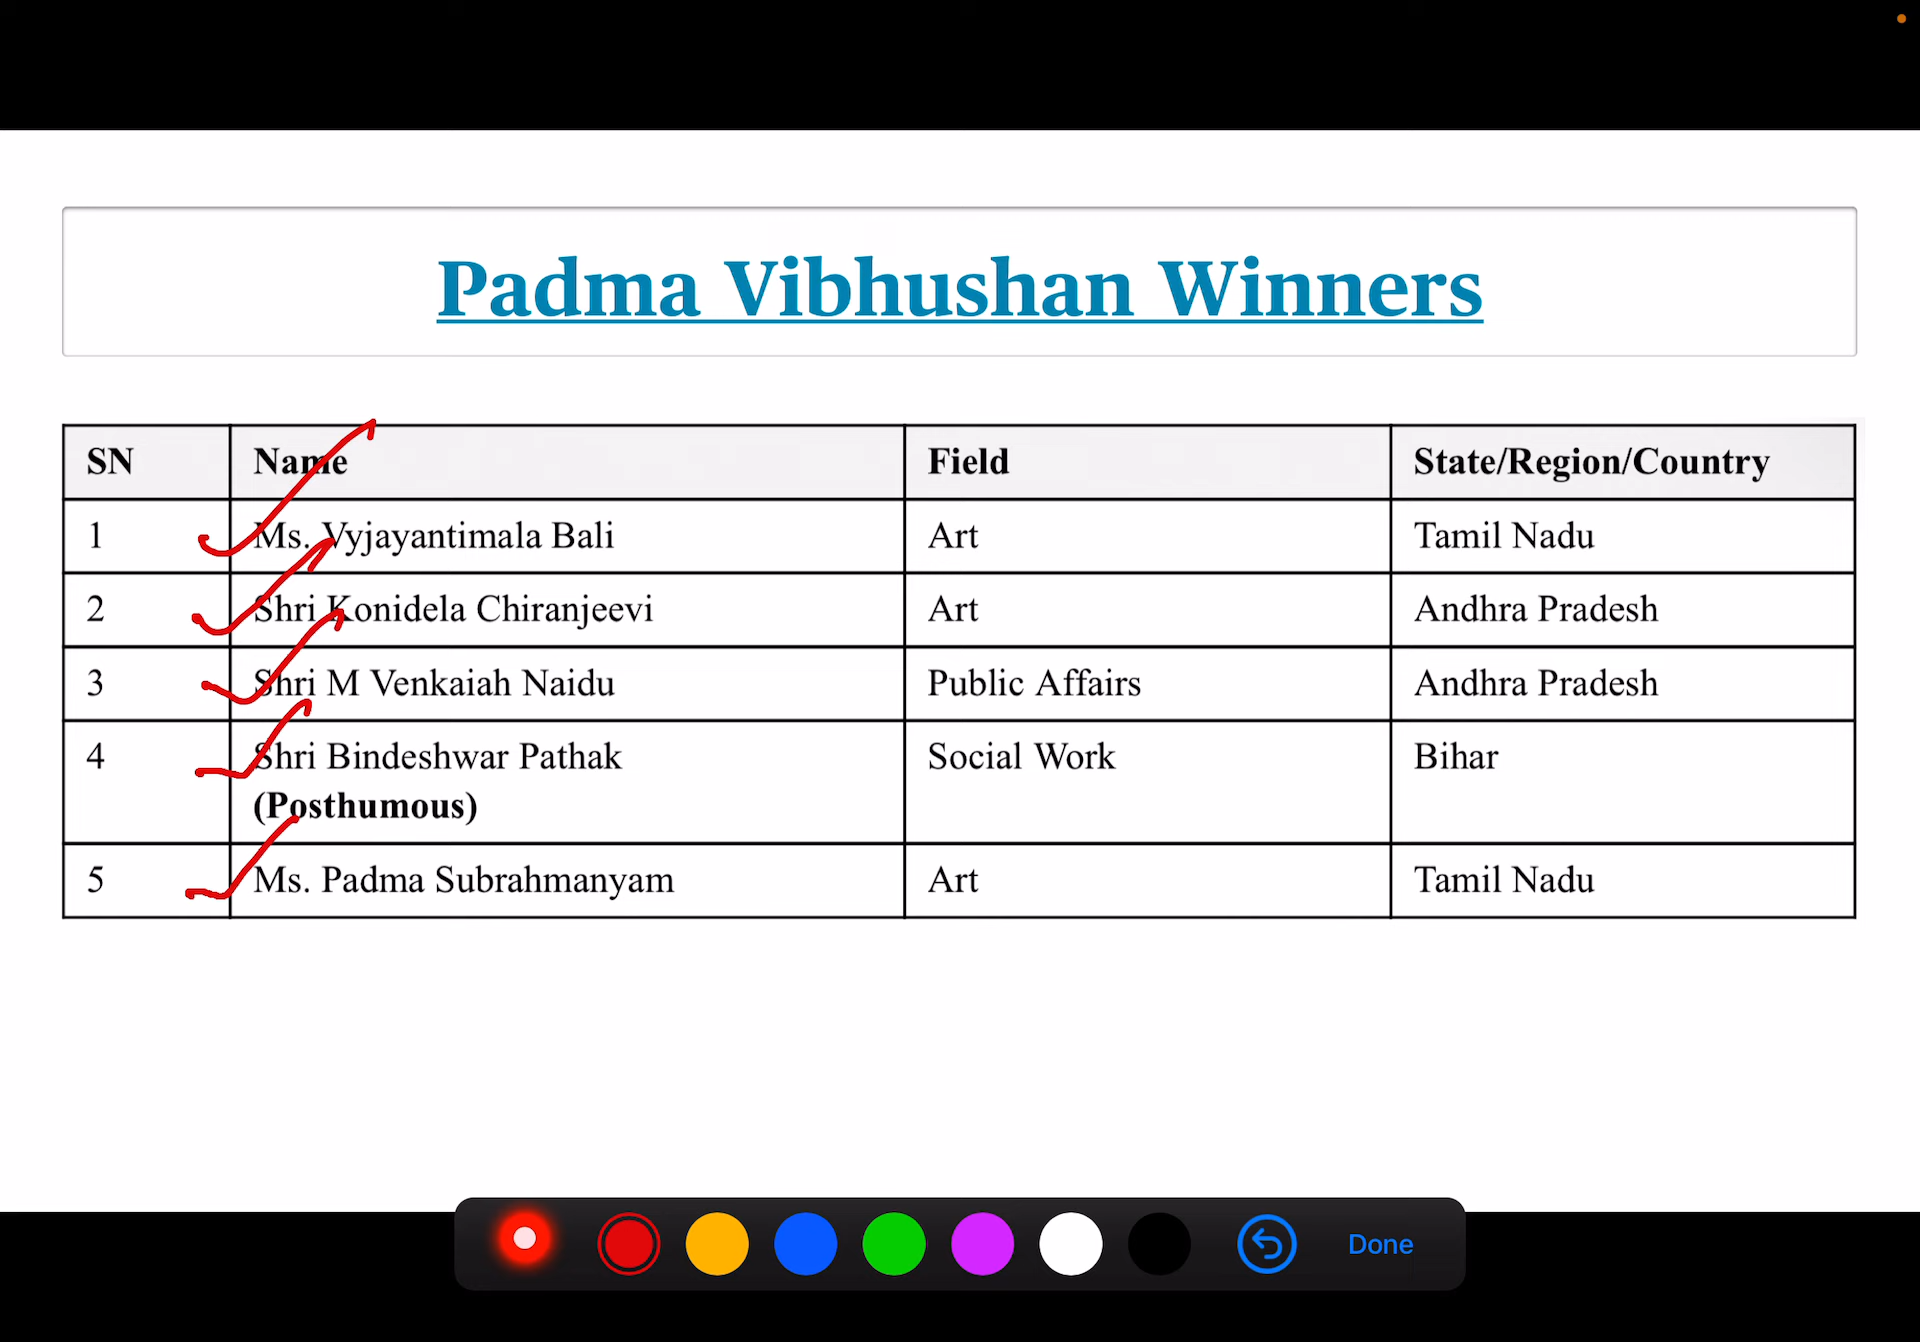 Padma Vibhushan Winners
SN Name Field State/Region/Country
1 Ms. Vyjayantimala Bali Art Tamil Nadu
2 Shri Konidela Chiranjeevi Art Andhra Pradesh
3 Shri M Venkaiah Naidu Public Affairs Andhra Pradesh
4 Shri Bindeshwar Pathak Social Work Bihar
(Posthumous)
5 Ms. Padma Subrahmanyam Art Tamil Nadu
Done